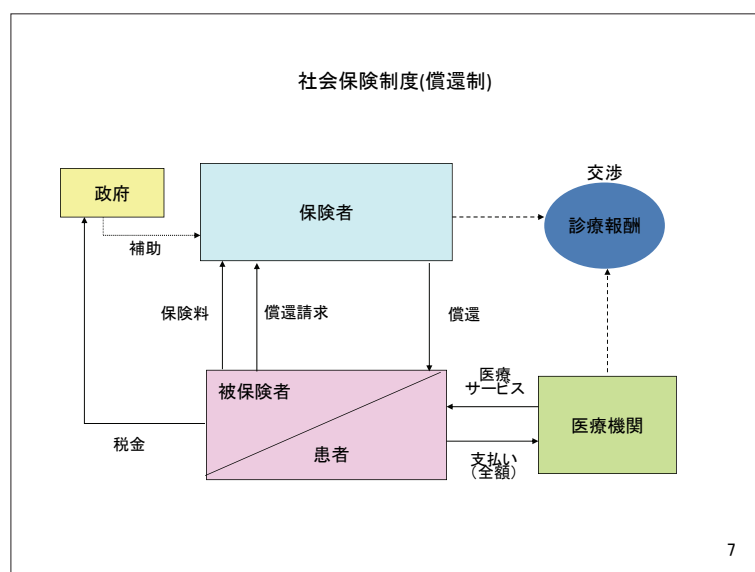 社会保険制度(償還制)
政府
保険者
交渉
診療報酬
補助
保険料
償還請求
償還
被保険者
患者
医療
サービス
医療機関
税金
支払い
（全額）
7